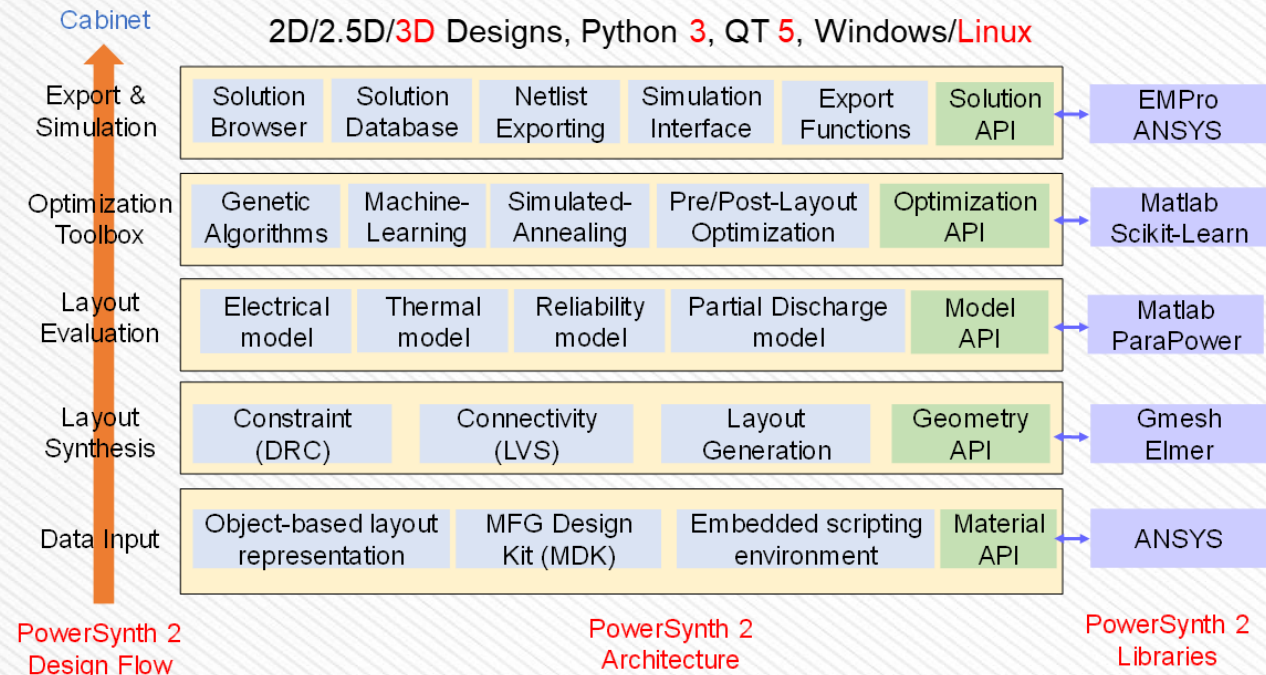 Cabinet
2D/2.5D/3D Designs, Python 3, QT 5, Windows/Linux
Export &
Simulation
Solution
Browser
Solution
Database
Netlist
Exporting
Simulation
Interface
Export
Functions
Solution
API
EMPro
ANSYS
Optimization
Toolbox
Genetic
Algorithms
Machine-
Learning
Simulated-
Annealing
Pre/Post-Layout
Optimization
Optimization
API
Matlab
Scikit-Learn
Layout
Evaluation
Electrical
model
Thermal
model
Reliability
model
Partial Discharge
model
Model
API
Matlab
ParaPower
Layout
Synthesis
Constraint
(DRC)
Connectivity
(LVS)
Layout
Generation
Geometry
API
Gmesh
Elmer
Data Input
Object-based layout
representation
MFG Design
Kit (MDK)
Embedded scripting
environment
Material
API
ANSYS
PowerSynth 2
Design Flow
PowerSynth 2
Architecture
PowerSynth 2
Libraries